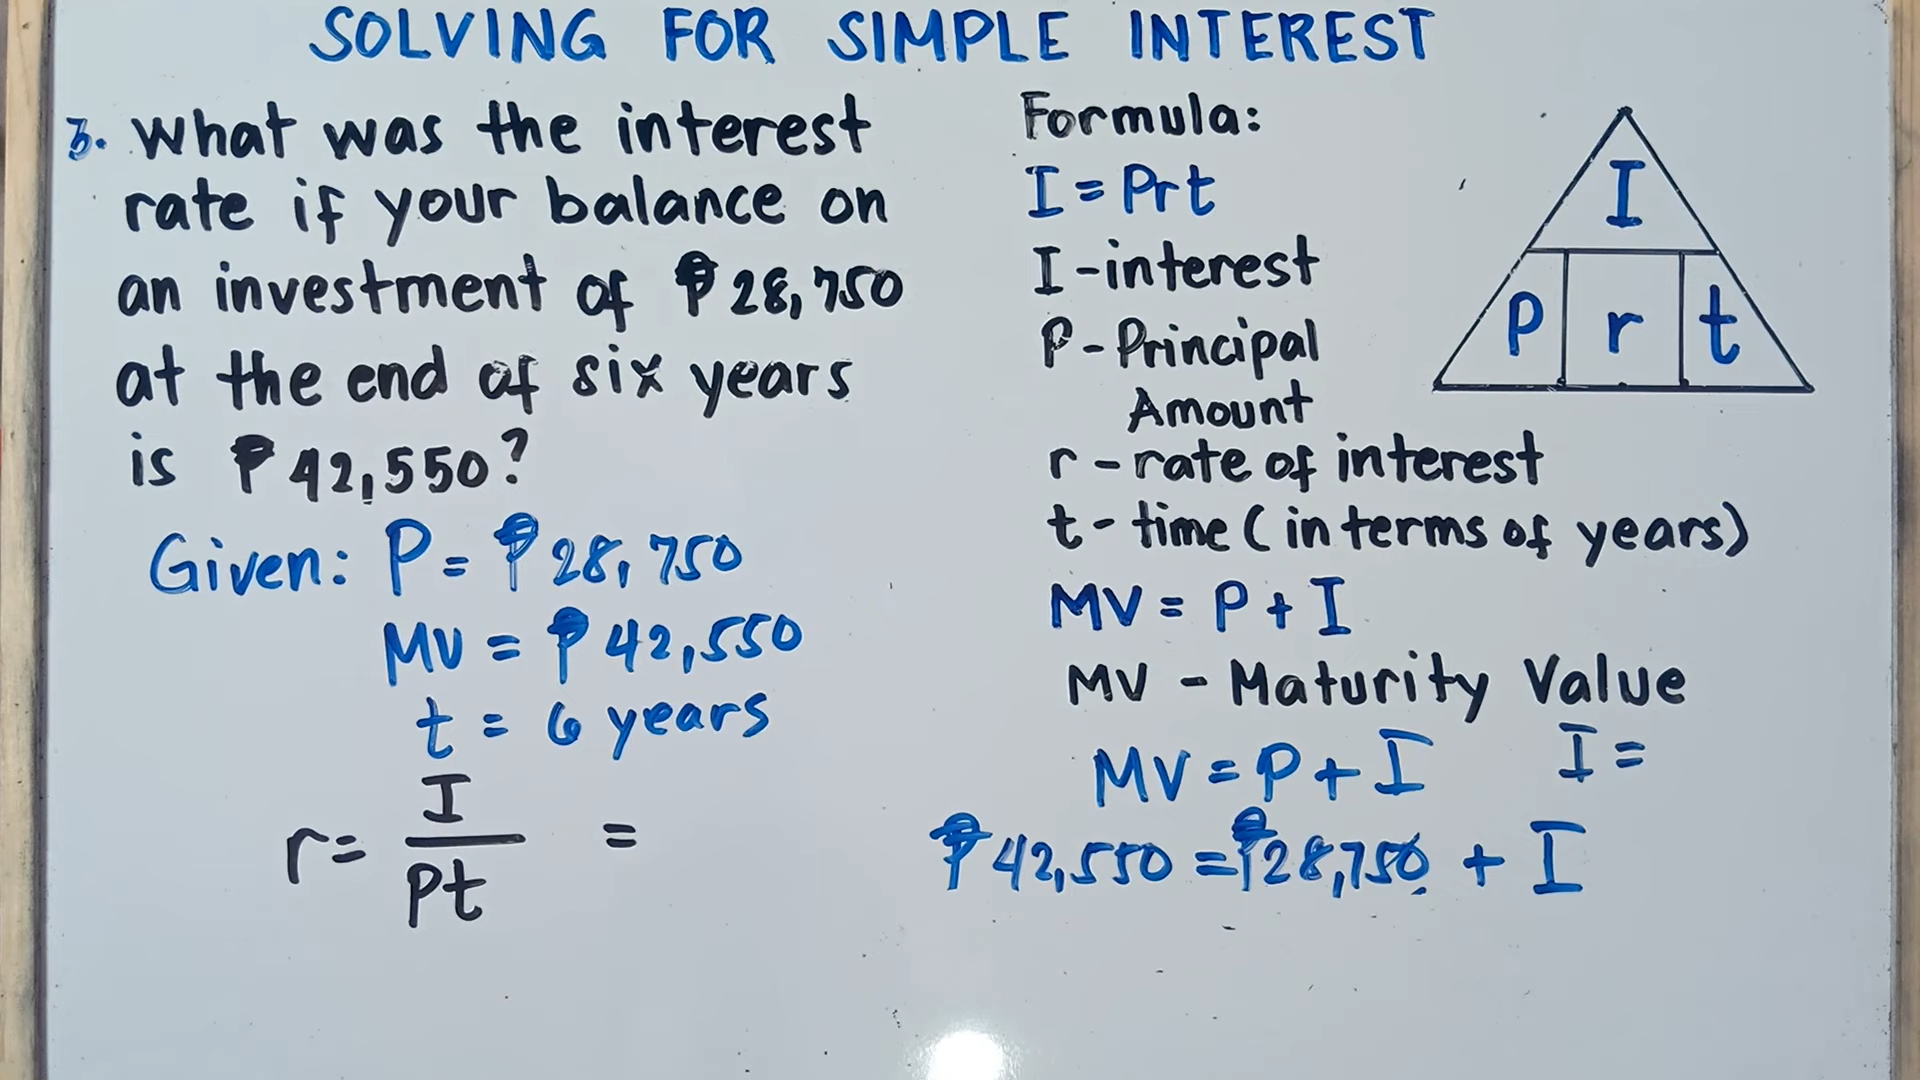 SOLVING FOR SIMPLE INTEREST
3. What was the interest
rate if your balance on
an investment of ₱28,750
at the end of six years
is ₱42,550?
Given: P = ₱28,750
MV = ₱42,550
t = 6 years
r = I/Pt =
Formula:
I = Prt
I - interest
P - Principal
Amount
r - rate of interest
t - time (in terms of years)
MV = P + I
MV - Maturity Value
MV = P + I I =
₱42,550 = ₱28,750 + I
I
P r t